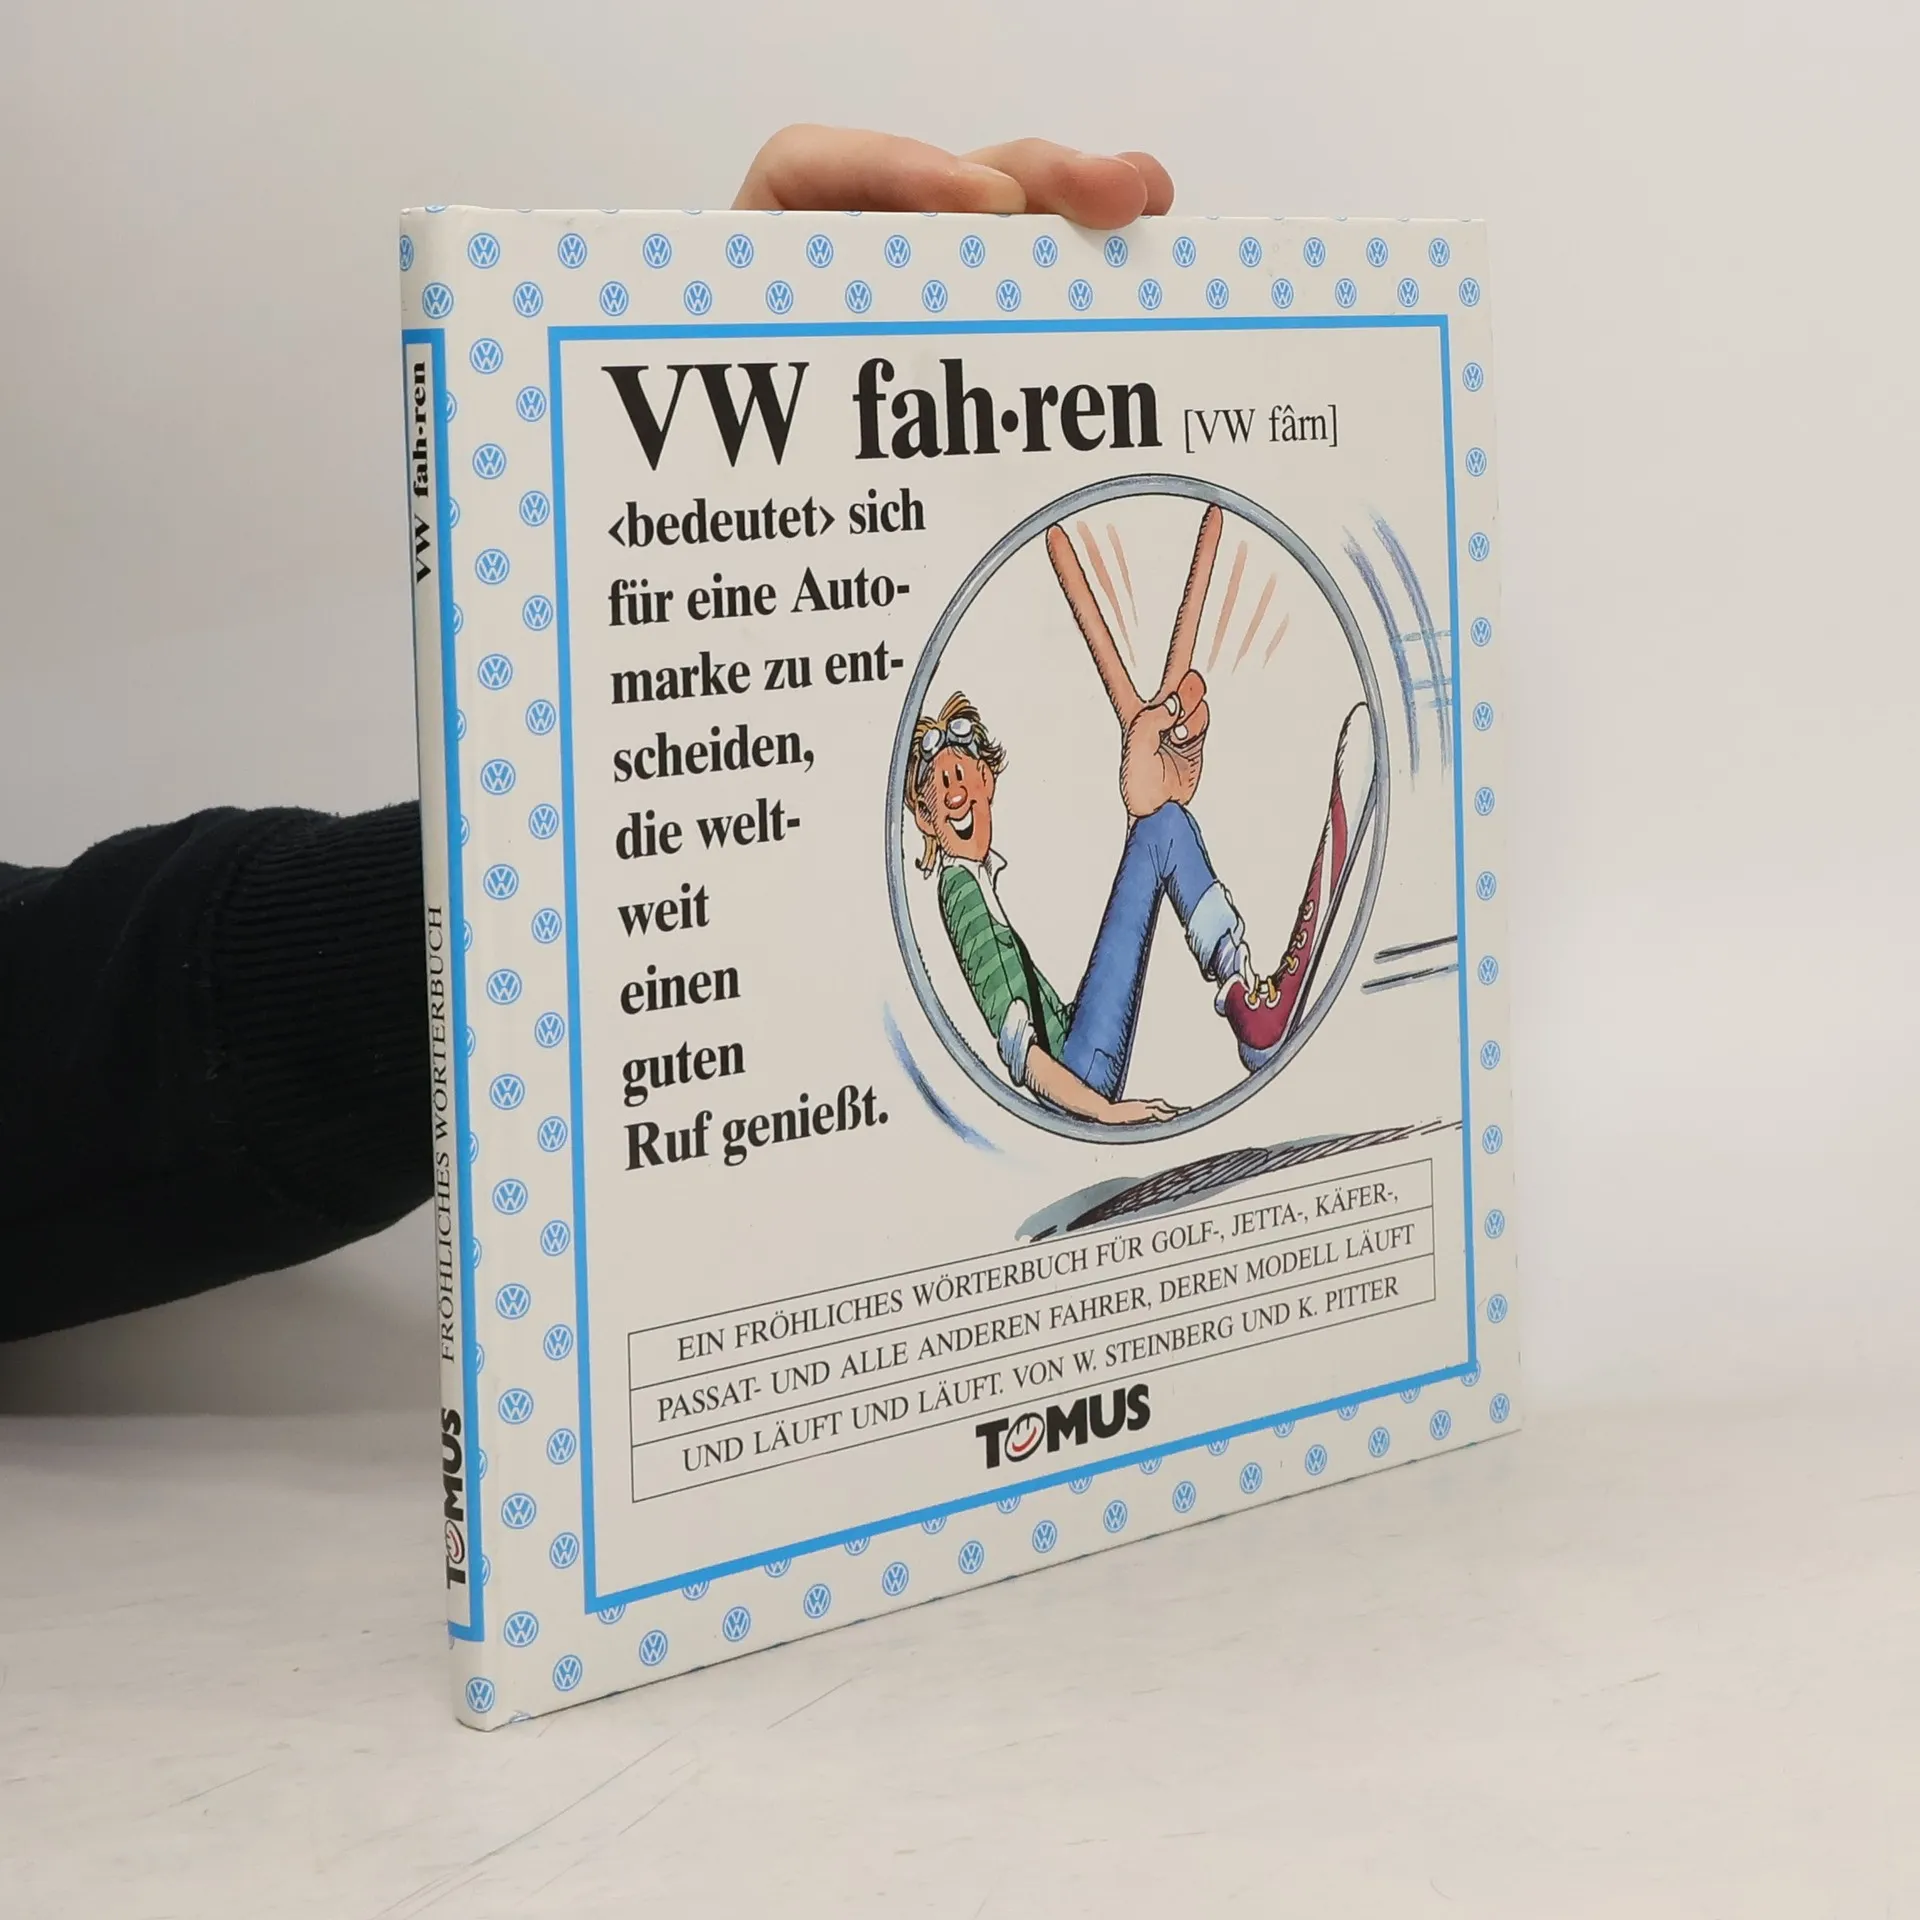 VW fah·ren [VW fârn]
‹bedeutet› sich
für eine Auto-
marke zu ent-
scheiden,
die welt-
weit
einen
guten
Ruf genießt.
EIN FRÖHLICHES WÖRTERBUCH FÜR GOLF-, JETTA-, KÄFER-,
PASSAT- UND ALLE ANDEREN FAHRER, DEREN MODELL LÄUFT
UND LÄUFT UND LÄUFT. VON W. STEINBERG UND K. PITTER
TOMUS
VW fah·ren
FRÖHLICHES WÖRTERBUCH
TOMUS